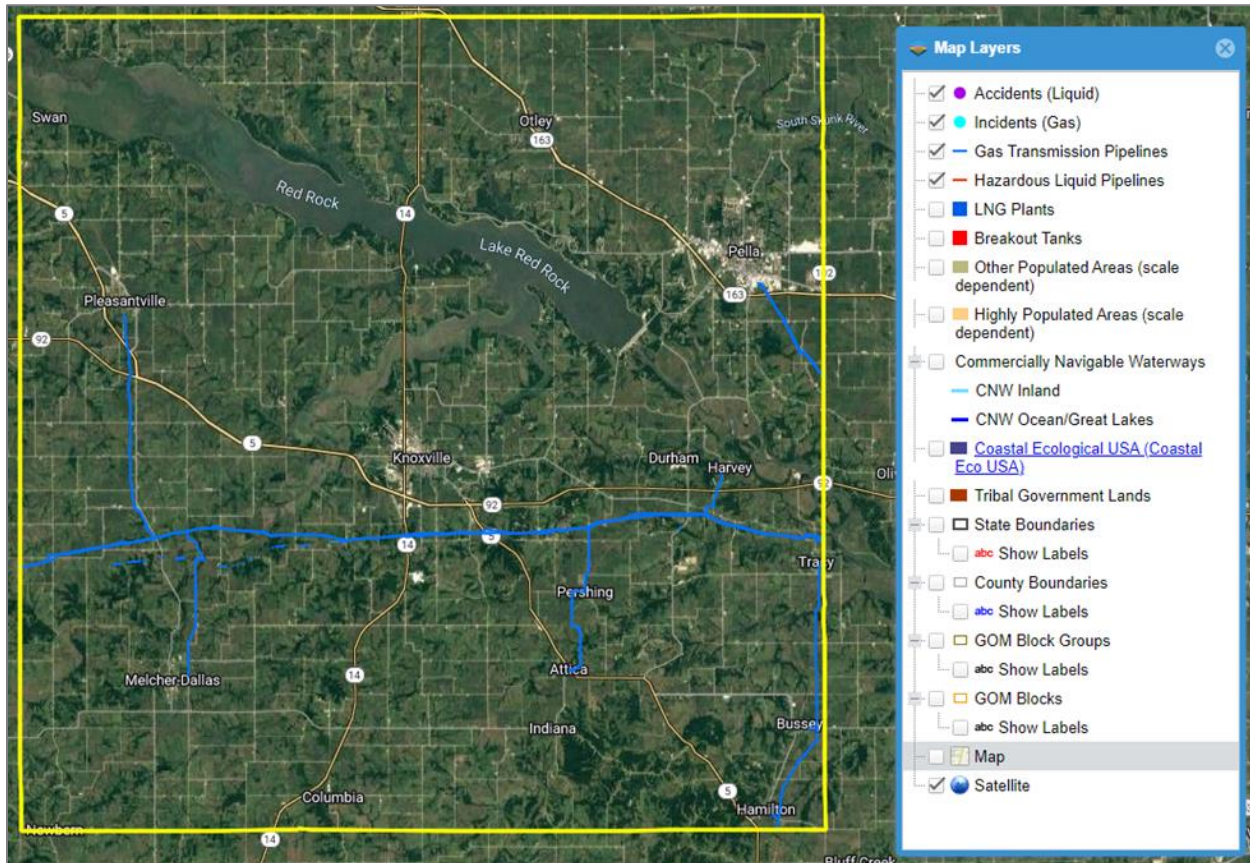 Swan
Otley
South Skunk River
163
5
Red Rock
14
Lake Red Rock
Pella
163
Pleasantville
92
5
Knoxville
Durham
Harvey
92
92
14
5
Tracy
Pershing
Melcher-Dallas
14
Attica
Indiana
Bussey
Columbia
5
Hamilton
Newbern
14
Bluff Creek
Map Layers
Accidents (Liquid)
Incidents (Gas)
Gas Transmission Pipelines
Hazardous Liquid Pipelines
LNG Plants
Breakout Tanks
Other Populated Areas (scale
dependent)
Highly Populated Areas (scale
dependent)
Commercially Navigable Waterways
CNW Inland
CNW Ocean/Great Lakes
Coastal Ecological USA (Coastal
Eco USA)
Tribal Government Lands
State Boundaries
abc Show Labels
County Boundaries
abc Show Labels
GOM Block Groups
abc Show Labels
GOM Blocks
abc Show Labels
Map
Satellite